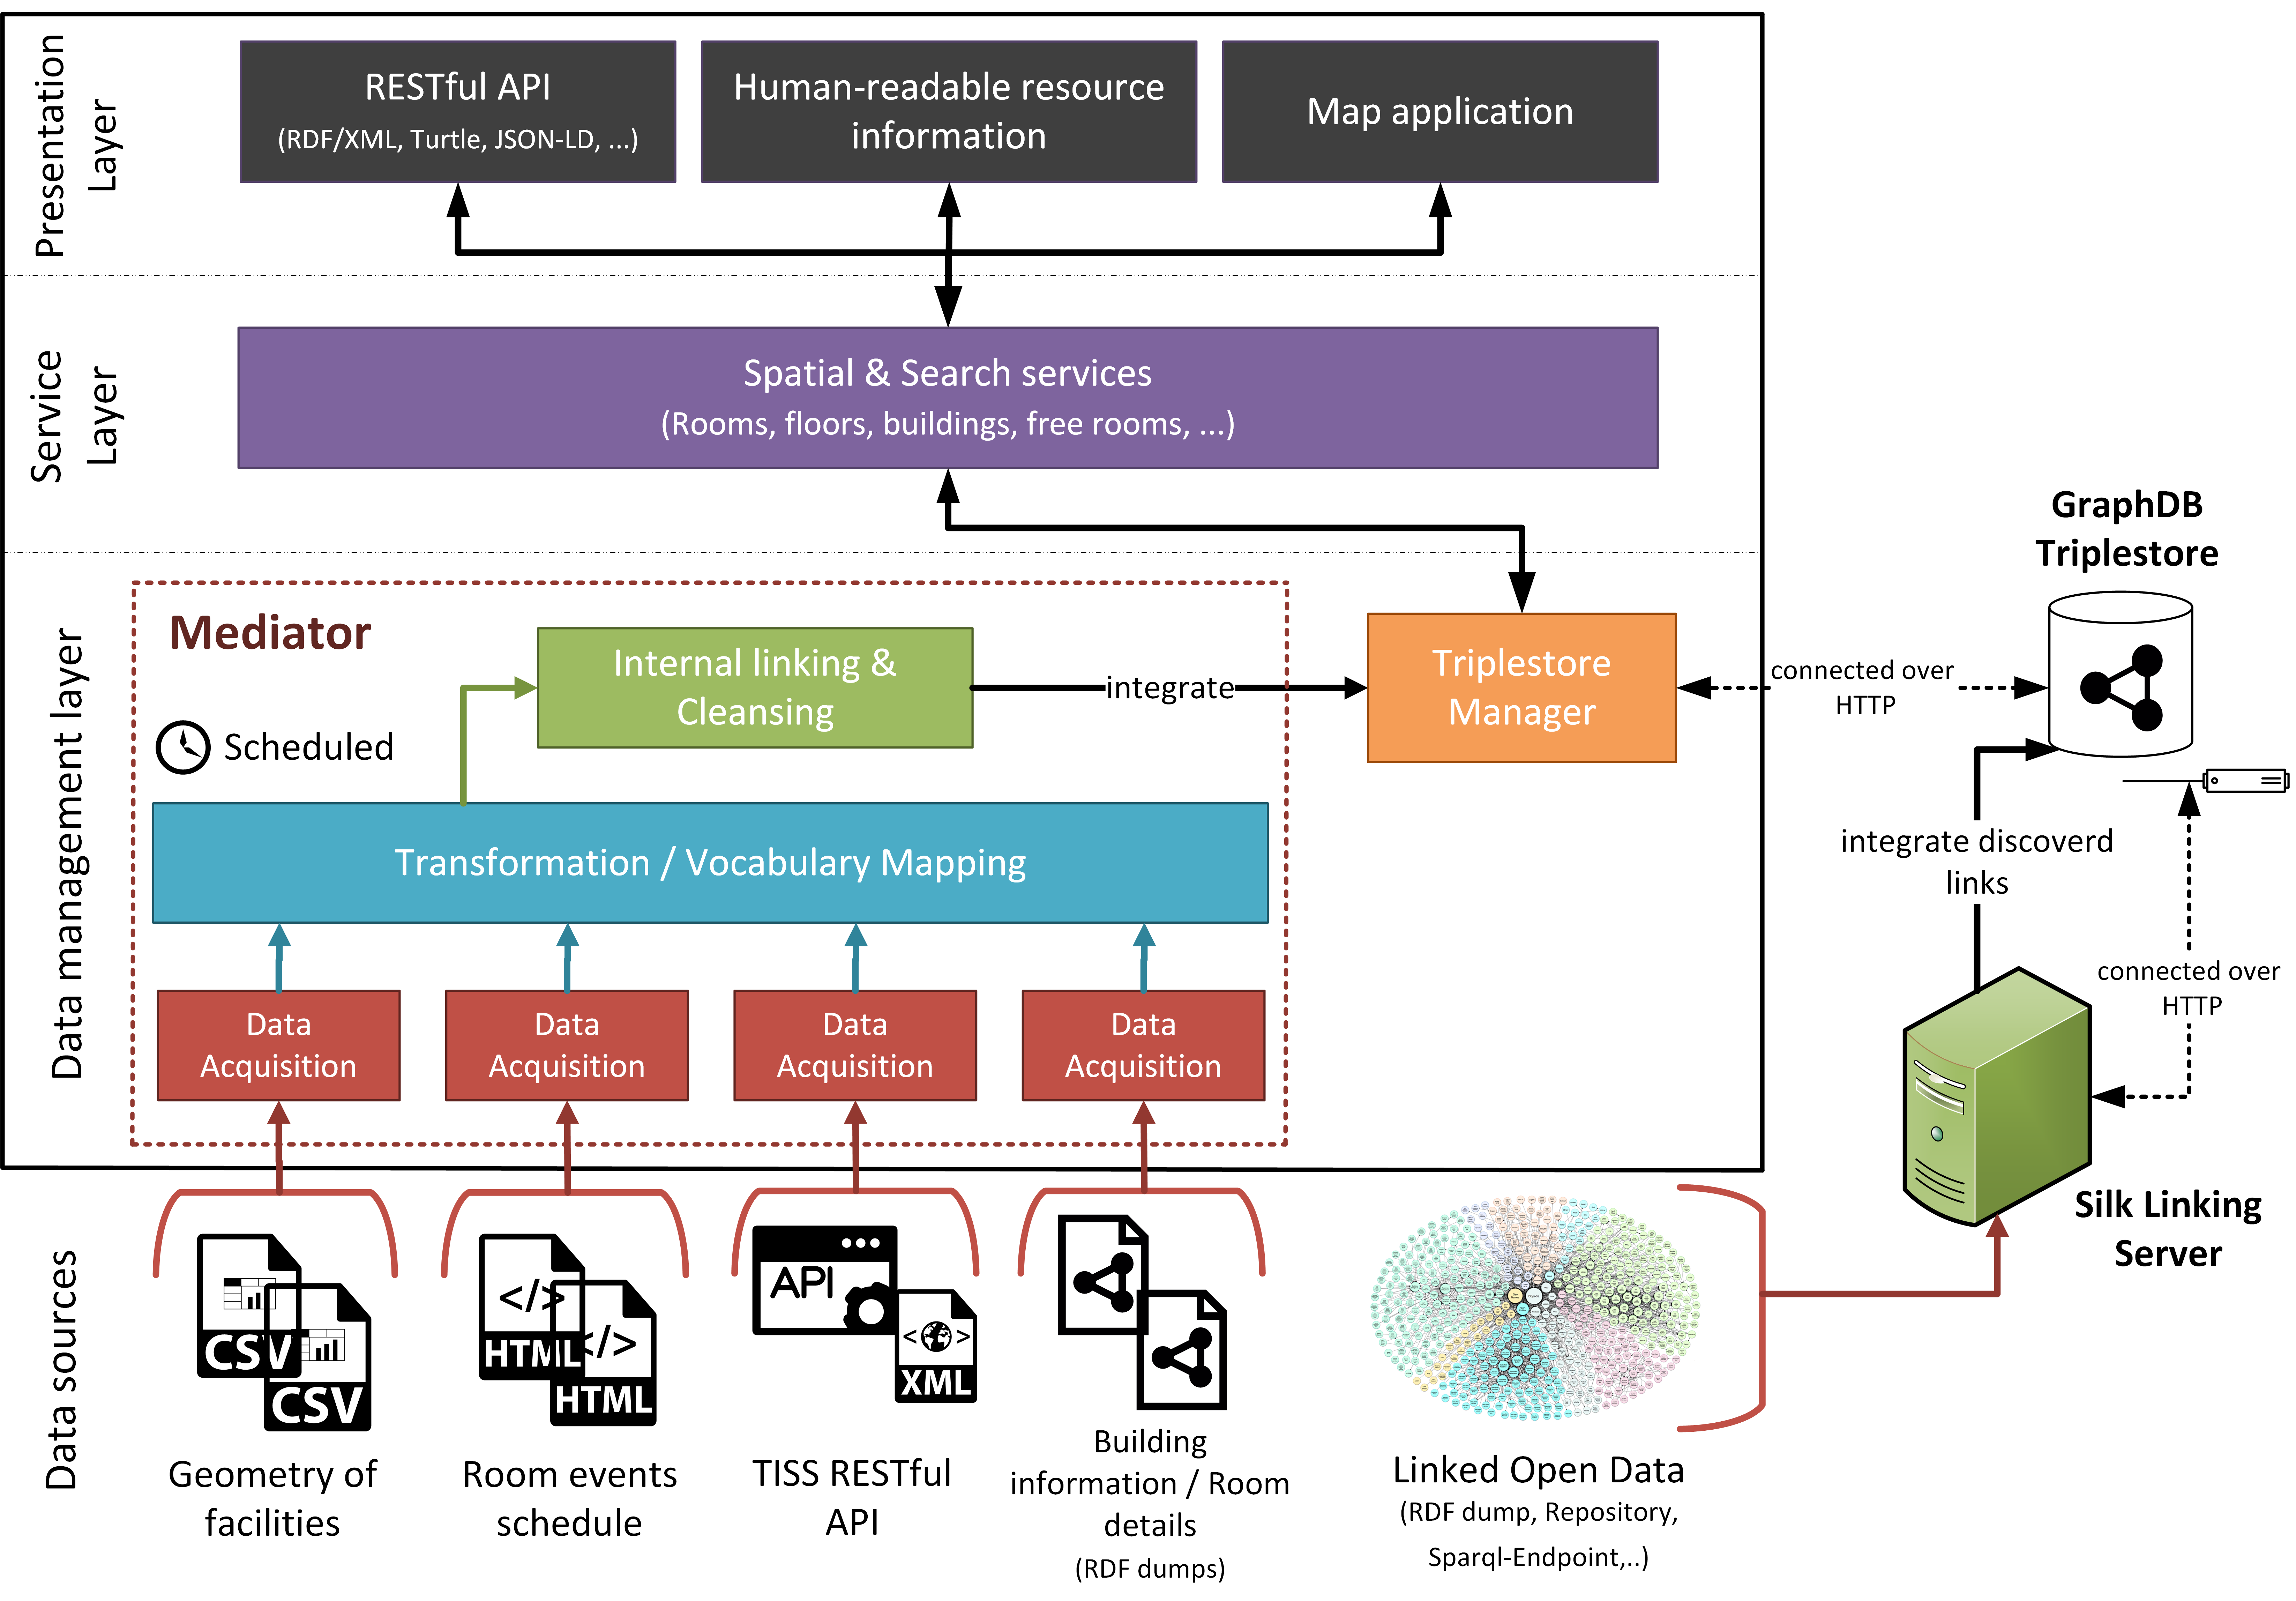 Presentation
Layer
RESTful API
(RDF/XML, Turtle, JSON-LD, ...)
Human-readable resource
information
Map application
Service
Layer
Spatial & Search services
(Rooms, floors, buildings, free rooms, ...)
Data management layer
Mediator
Scheduled
Internal linking &
Cleansing
integrate
Triplestore
Manager
connected over
HTTP
GraphDB
Triplestore
Transformation / Vocabulary Mapping
integrate discoverd
links
connected over
HTTP
Data
Acquisition
Data
Acquisition
Data
Acquisition
Data
Acquisition
Silk Linking
Server
Data sources
CSV
CSV
Geometry of
facilities
</>
HTML
</>
HTML
Room events
schedule
API
< >
XML
TISS RESTful
API
Building
information / Room
details
(RDF dumps)
Linked Open Data
(RDF dump, Repository,
Sparql-Endpoint,..)